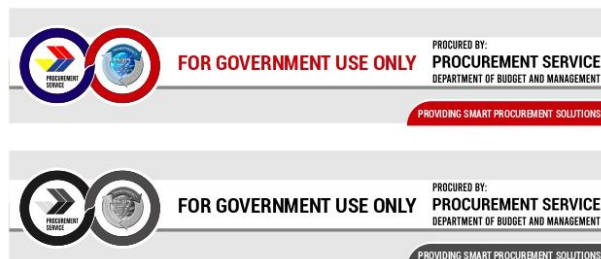 PROCUREMENT
SERVICE
FOR GOVERNMENT USE ONLY
PROCURED BY:
PROCUREMENT SERVICE
DEPARTMENT OF BUDGET AND MANAGEMENT
PROVIDING SMART PROCUREMENT SOLUTIONS
PROCUREMENT
SERVICE
FOR GOVERNMENT USE ONLY
PROCURED BY:
PROCUREMENT SERVICE
DEPARTMENT OF BUDGET AND MANAGEMENT
PROVIDING SMART PROCUREMENT SOLUTIONS